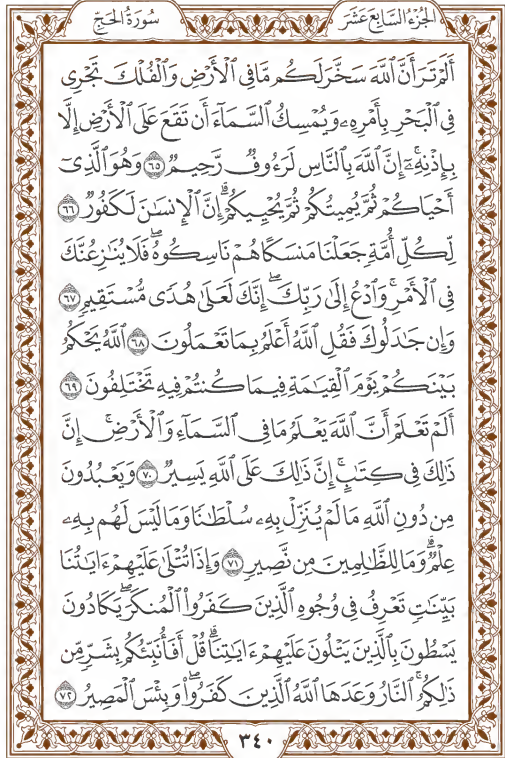 الجزء السابع عشر
سورة الحج
أَلَمْ تَرَ أَنَّ ٱللَّهَ سَخَّرَ لَكُم مَّا فِى ٱلْأَرْضِ وَٱلْفُلْكَ تَجْرِى
فِى ٱلْبَحْرِ بِأَمْرِهِۦ وَيُمْسِكُ ٱلسَّمَآءَ أَن تَقَعَ عَلَى ٱلْأَرْضِ إِلَّا
بِإِذْنِهِۦٓ ۗ إِنَّ ٱللَّهَ بِٱلنَّاسِ لَرَءُوفٌ رَّحِيمٌ ٦٥ وَهُوَ ٱلَّذِىٓ
أَحْيَاكُمْ ثُمَّ يُمِيتُكُمْ ثُمَّ يُحْيِيكُمْ ۗ إِنَّ ٱلْإِنسَٰنَ لَكَفُورٌ ٦٦
لِّكُلِّ أُمَّةٍ جَعَلْنَا مَنسَكًا هُمْ نَاسِكُوهُ ۖ فَلَا يُنَٰزِعُنَّكَ
فِى ٱلْأَمْرِ ۚ وَٱدْعُ إِلَىٰ رَبِّكَ ۖ إِنَّكَ لَعَلَىٰ هُدًى مُّسْتَقِيمٍ ٦٧
وَإِن جَٰدَلُوكَ فَقُلِ ٱللَّهُ أَعْلَمُ بِمَا تَعْمَلُونَ ٦٨ ٱللَّهُ يَحْكُمُ
بَيْنَكُمْ يَوْمَ ٱلْقِيَٰمَةِ فِيمَا كُنتُمْ فِيهِ تَخْتَلِفُونَ ٦٩
أَلَمْ تَعْلَمْ أَنَّ ٱللَّهَ يَعْلَمُ مَا فِى ٱلسَّمَآءِ وَٱلْأَرْضِ ۗ إِنَّ
ذَٰلِكَ فِى كِتَٰبٍ ۚ إِنَّ ذَٰلِكَ عَلَى ٱللَّهِ يَسِيرٌ ٧٠ وَيَعْبُدُونَ
مِن دُونِ ٱللَّهِ مَا لَمْ يُنَزِّلْ بِهِۦ سُلْطَٰنًا وَمَا لَيْسَ لَهُم بِهِۦ
عِلْمٌ ۗ وَمَا لِلظَّٰلِمِينَ مِن نَّصِيرٍ ٧١ وَإِذَا تُتْلَىٰ عَلَيْهِمْ ءَايَٰتُنَا
بَيِّنَٰتٍ تَعْرِفُ فِى وُجُوهِ ٱلَّذِينَ كَفَرُوا۟ ٱلْمُنكَرَ ۖ يَكَادُونَ
يَسْطُونَ بِٱلَّذِينَ يَتْلُونَ عَلَيْهِمْ ءَايَٰتِنَا ۗ قُلْ أَفَأُنَبِّئُكُم بِشَرٍّ مِّن
ذَٰلِكُمُ ۗ ٱلنَّارُ وَعَدَهَا ٱللَّهُ ٱلَّذِينَ كَفَرُوا۟ ۖ وَبِئْسَ ٱلْمَصِيرُ ٧٢
٣٤٠